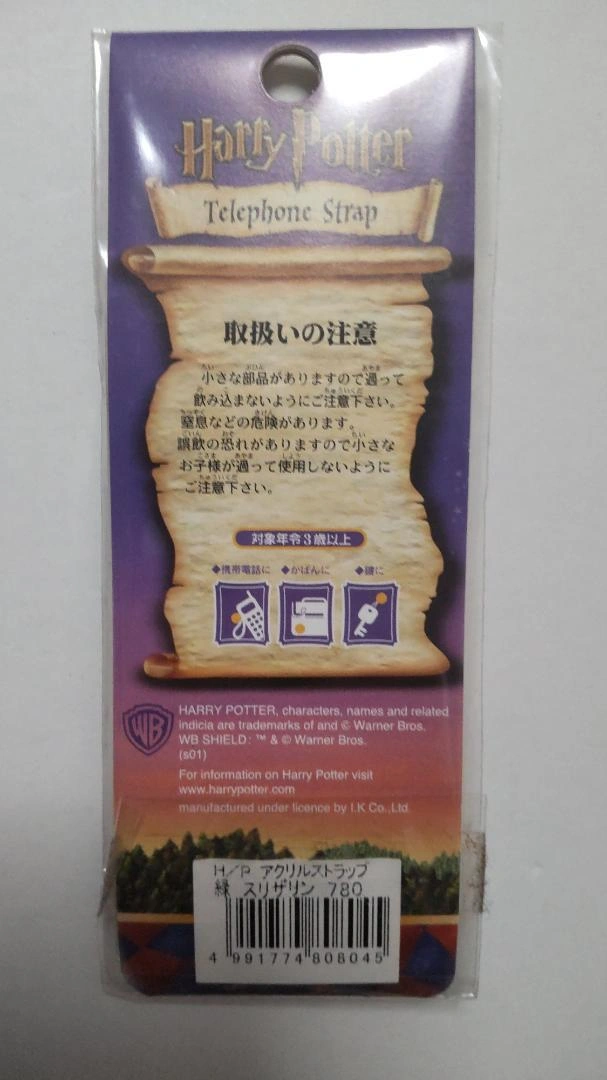 Harry Potter
Telephone Strap
取扱いの注意
小さな部品がありますので過って
飲み込まないようにご注意下さい。
窒息などの危険があります。
誤飲の恐れがありますので小さな
お子様が過って使用しないように
ご注意下さい。
対象年令3歳以上
◆携帯電話に ◆かばんに ◆鍵に
WB
HARRY POTTER, characters, names and related
indicia are trademarks of and © Warner Bros.
WB SHIELD: ™ & © Warner Bros.
(s01)
For information on Harry Potter visit
www.harrypotter.com
manufactured under licence by I.K Co.,Ltd.
H/P アクリルストラップ
緑 スリザリン 780
4 991774 808045